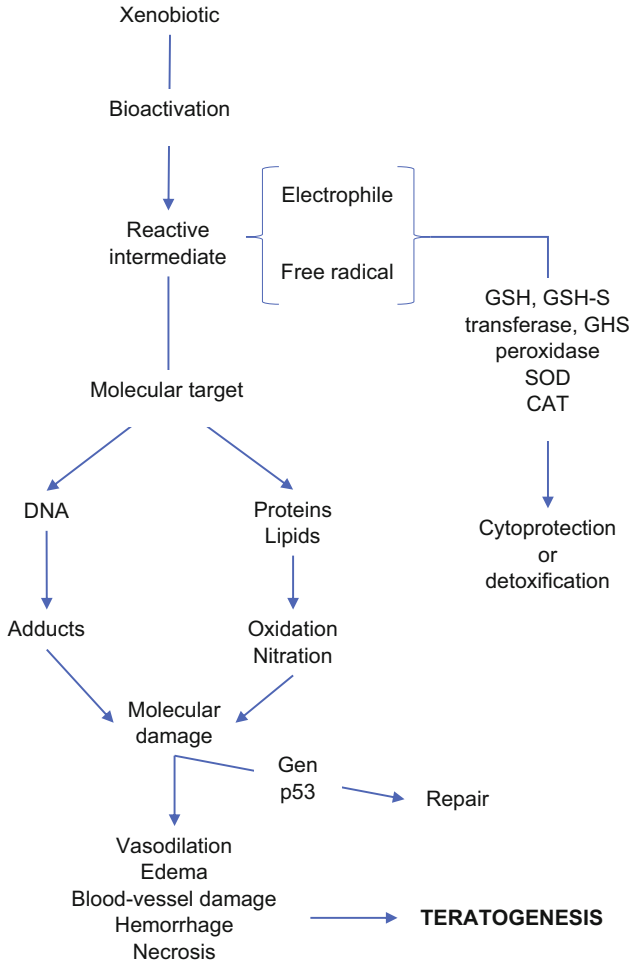 Xenobiotic
Bioactivation
Reactive
intermediate
Electrophile
Free radical
GSH, GSH-S
transferase, GHS
peroxidase
SOD
CAT
Cytoprotection
or
detoxification
Molecular target
DNA
Proteins
Lipids
Adducts
Oxidation
Nitration
Molecular
damage
Gen
p53
Repair
Vasodilation
Edema
Blood-vessel damage
Hemorrhage
Necrosis
TERATOGENESIS